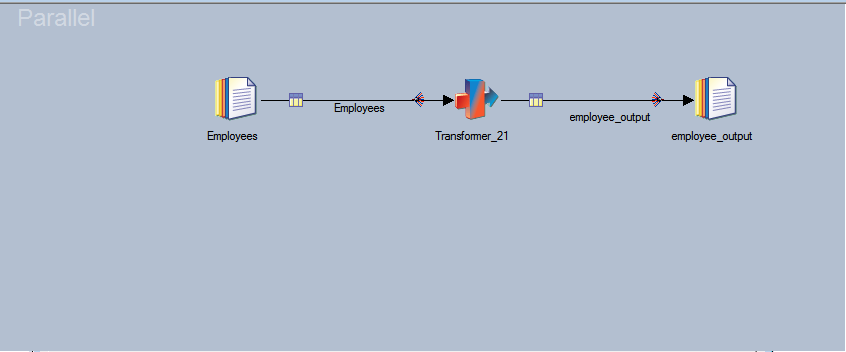 Parallel
Employees
employee_output
Employees
Transformer_21
employee_output